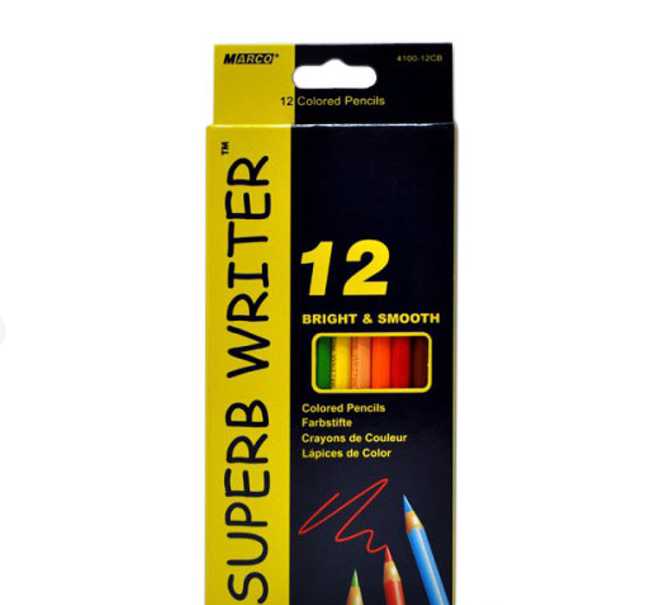 MARCO®
4100-12CB
12 Colored Pencils
SUPERB WRITER™
12
BRIGHT & SMOOTH
Colored Pencils
Farbstifte
Crayons de Couleur
Lápices de Color